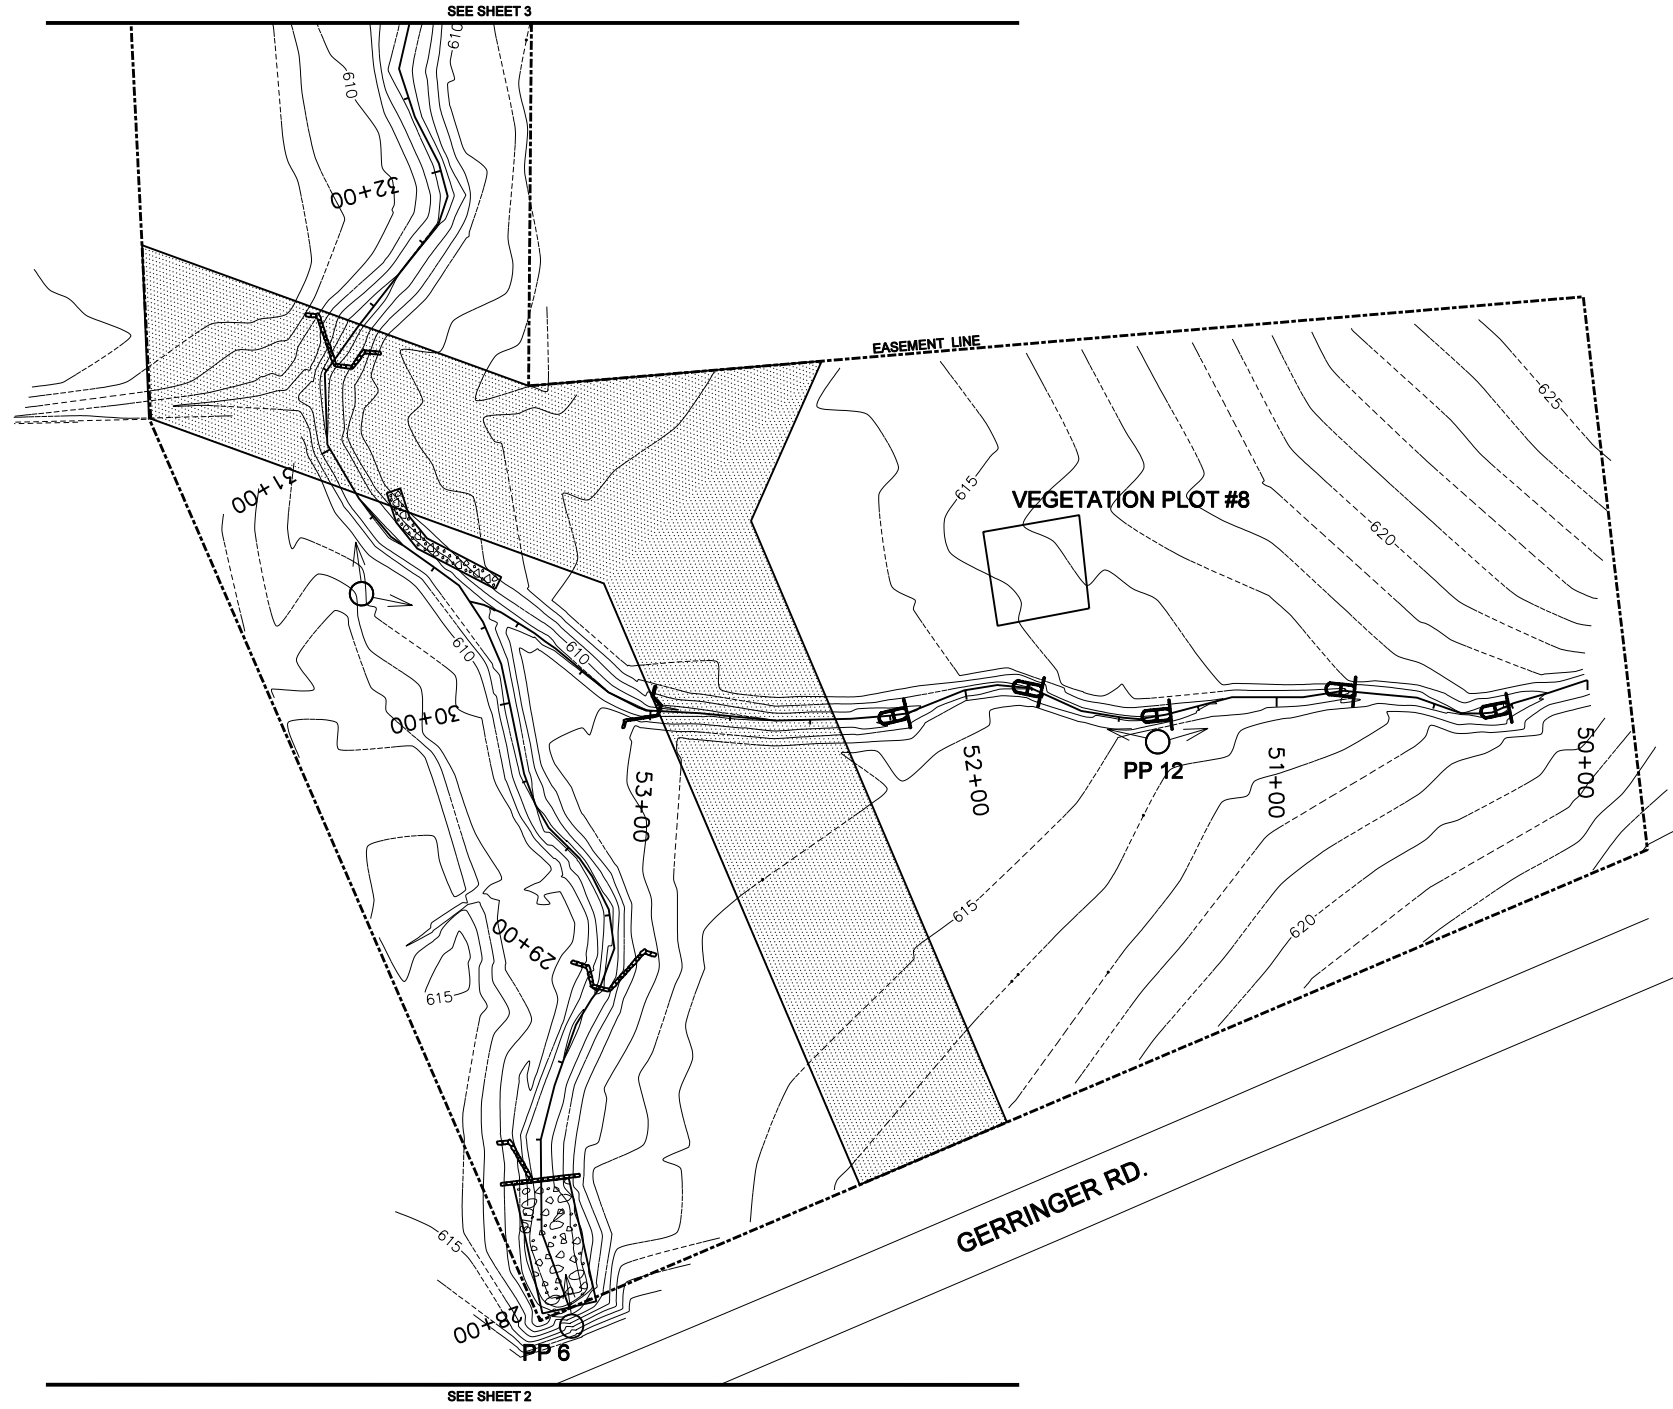 SEE SHEET 3
610
610
32+00
EASEMENT LINE
625
31+00
615
VEGETATION PLOT #8
620
610
610
30+00
53+00
52+00
PP 12
51+00
50+00
29+00
615
615
620
615
GERRINGER RD.
28+00
PP 6
SEE SHEET 2